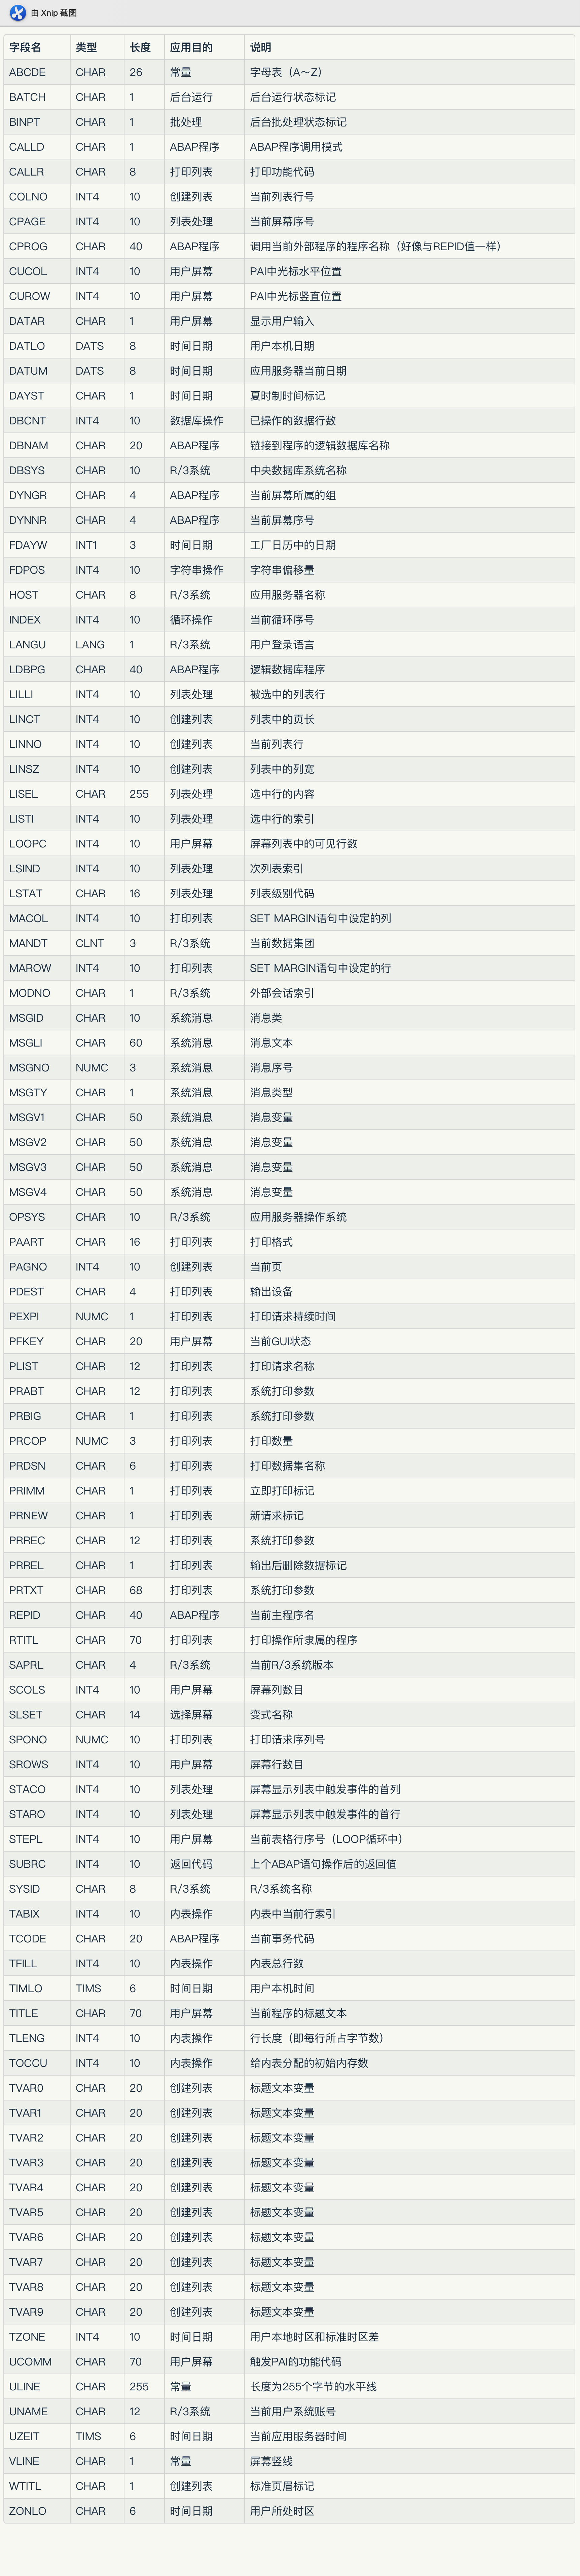 由 Xnip 截图
字段名 类型 长度 应用目的 说明
ABCDE CHAR 26 常量 字母表（A～Z）
BATCH CHAR 1 后台运行 后台运行状态标记
BINPT CHAR 1 批处理 后台批处理状态标记
CALLD CHAR 1 ABAP程序 ABAP程序调用模式
CALLR CHAR 8 打印列表 打印功能代码
COLNO INT4 10 创建列表 当前列表行号
CPAGE INT4 10 列表处理 当前屏幕序号
CPROG CHAR 40 ABAP程序 调用当前外部程序的程序名称（好像与REPID值一样）
CUCOL INT4 10 用户屏幕 PAI中光标水平位置
CUROW INT4 10 用户屏幕 PAI中光标竖直位置
DATAR CHAR 1 用户屏幕 显示用户输入
DATLO DATS 8 时间日期 用户本机日期
DATUM DATS 8 时间日期 应用服务器当前日期
DAYST CHAR 1 时间日期 夏时制时间标记
DBCNT INT4 10 数据库操作 已操作的数据行数
DBNAM CHAR 20 ABAP程序 链接到程序的逻辑数据库名称
DBSYS CHAR 10 R/3系统 中央数据库系统名称
DYNGR CHAR 4 ABAP程序 当前屏幕所属的组
DYNNR CHAR 4 ABAP程序 当前屏幕序号
FDAYW INT1 3 时间日期 工厂日历中的日期
FDPOS INT4 10 字符串操作 字符串偏移量
HOST CHAR 8 R/3系统 应用服务器名称
INDEX INT4 10 循环操作 当前循环序号
LANGU LANG 1 R/3系统 用户登录语言
LDBPG CHAR 40 ABAP程序 逻辑数据库程序
LILLI INT4 10 列表处理 被选中的列表行
LINCT INT4 10 创建列表 列表中的页长
LINNO INT4 10 创建列表 当前列表行
LINSZ INT4 10 创建列表 列表中的列宽
LISEL CHAR 255 列表处理 选中行的内容
LISTI INT4 10 列表处理 选中行的索引
LOOPC INT4 10 用户屏幕 屏幕列表中的可见行数
LSIND INT4 10 列表处理 次列表索引
LSTAT CHAR 16 列表处理 列表级别代码
MACOL INT4 10 打印列表 SET MARGIN语句中设定的列
MANDT CLNT 3 R/3系统 当前数据集团
MAROW INT4 10 打印列表 SET MARGIN语句中设定的行
MODNO CHAR 1 R/3系统 外部会话索引
MSGID CHAR 10 系统消息 消息类
MSGLI CHAR 60 系统消息 消息文本
MSGNO NUMC 3 系统消息 消息序号
MSGTY CHAR 1 系统消息 消息类型
MSGV1 CHAR 50 系统消息 消息变量
MSGV2 CHAR 50 系统消息 消息变量
MSGV3 CHAR 50 系统消息 消息变量
MSGV4 CHAR 50 系统消息 消息变量
OPSYS CHAR 10 R/3系统 应用服务器操作系统
PAART CHAR 16 打印列表 打印格式
PAGNO INT4 10 创建列表 当前页
PDEST CHAR 4 打印列表 输出设备
PEXPI NUMC 1 打印列表 打印请求持续时间
PFKEY CHAR 20 用户屏幕 当前GUI状态
PLIST CHAR 12 打印列表 打印请求名称
PRABT CHAR 12 打印列表 系统打印参数
PRBIG CHAR 1 打印列表 系统打印参数
PRCOP NUMC 3 打印列表 打印数量
PRDSN CHAR 6 打印列表 打印数据集名称
PRIMM CHAR 1 打印列表 立即打印标记
PRNEW CHAR 1 打印列表 新请求标记
PRREC CHAR 12 打印列表 系统打印参数
PRREL CHAR 1 打印列表 输出后删除数据标记
PRTXT CHAR 68 打印列表 系统打印参数
REPID CHAR 40 ABAP程序 当前主程序名
RTITL CHAR 70 打印列表 打印操作所隶属的程序
SAPRL CHAR 4 R/3系统 当前R/3系统版本
SCOLS INT4 10 用户屏幕 屏幕列数目
SLSET CHAR 14 选择屏幕 变式名称
SPONO NUMC 10 打印列表 打印请求序列号
SROWS INT4 10 用户屏幕 屏幕行数目
STACO INT4 10 列表处理 屏幕显示列表中触发事件的首列
STARO INT4 10 列表处理 屏幕显示列表中触发事件的首行
STEPL INT4 10 用户屏幕 当前表格行序号（LOOP循环中）
SUBRC INT4 10 返回代码 上个ABAP语句操作后的返回值
SYSID CHAR 8 R/3系统 R/3系统名称
TABIX INT4 10 内表操作 内表中当前行索引
TCODE CHAR 20 ABAP程序 当前事务代码
TFILL INT4 10 内表操作 内表总行数
TIMLO TIMS 6 时间日期 用户本机时间
TITLE CHAR 70 用户屏幕 当前程序的标题文本
TLENG INT4 10 内表操作 行长度（即每行所占字节数）
TOCCU INT4 10 内表操作 给内表分配的初始内存数
TVAR0 CHAR 20 创建列表 标题文本变量
TVAR1 CHAR 20 创建列表 标题文本变量
TVAR2 CHAR 20 创建列表 标题文本变量
TVAR3 CHAR 20 创建列表 标题文本变量
TVAR4 CHAR 20 创建列表 标题文本变量
TVAR5 CHAR 20 创建列表 标题文本变量
TVAR6 CHAR 20 创建列表 标题文本变量
TVAR7 CHAR 20 创建列表 标题文本变量
TVAR8 CHAR 20 创建列表 标题文本变量
TVAR9 CHAR 20 创建列表 标题文本变量
TZONE INT4 10 时间日期 用户本地时区和标准时区差
UCOMM CHAR 70 用户屏幕 触发PAI的功能代码
ULINE CHAR 255 常量 长度为255个字节的水平线
UNAME CHAR 12 R/3系统 当前用户系统账号
UZEIT TIMS 6 时间日期 当前应用服务器时间
VLINE CHAR 1 常量 屏幕竖线
WTITL CHAR 1 创建列表 标准页眉标记
ZONLO CHAR 6 时间日期 用户所处时区